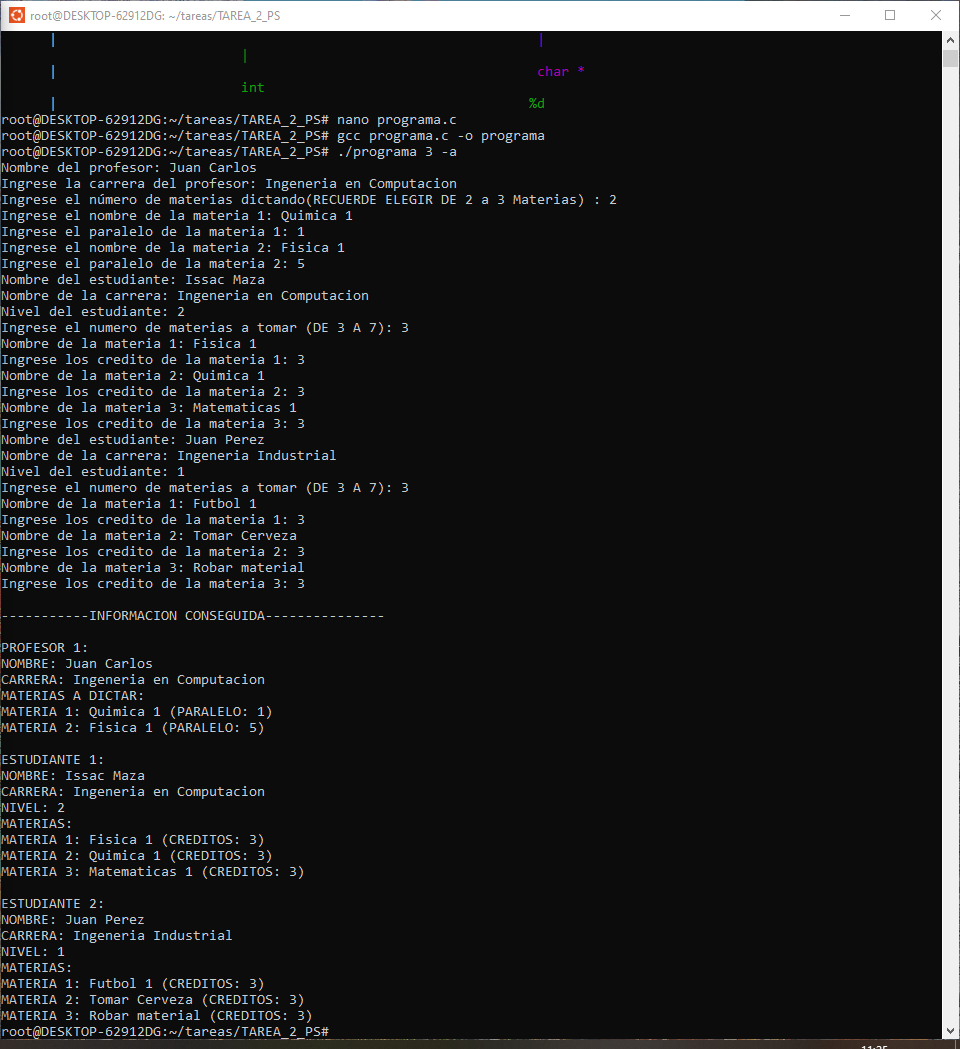 root@DESKTOP-62912DG: ~/tareas/TAREA_2_PS
| |
|
| char *
int
| %d
root@DESKTOP-62912DG:~/tareas/TAREA_2_PS# nano programa.c
root@DESKTOP-62912DG:~/tareas/TAREA_2_PS# gcc programa.c -o programa
root@DESKTOP-62912DG:~/tareas/TAREA_2_PS# ./programa 3 -a
Nombre del profesor: Juan Carlos
Ingrese la carrera del profesor: Ingeneria en Computacion
Ingrese el número de materias dictando(RECUERDE ELEGIR DE 2 a 3 Materias) : 2
Ingrese el nombre de la materia 1: Quimica 1
Ingrese el paralelo de la materia 1: 1
Ingrese el nombre de la materia 2: Fisica 1
Ingrese el paralelo de la materia 2: 5
Nombre del estudiante: Issac Maza
Nombre de la carrera: Ingeneria en Computacion
Nivel del estudiante: 2
Ingrese el numero de materias a tomar (DE 3 A 7): 3
Nombre de la materia 1: Fisica 1
Ingrese los credito de la materia 1: 3
Nombre de la materia 2: Quimica 1
Ingrese los credito de la materia 2: 3
Nombre de la materia 3: Matematicas 1
Ingrese los credito de la materia 3: 3
Nombre del estudiante: Juan Perez
Nombre de la carrera: Ingeneria Industrial
Nivel del estudiante: 1
Ingrese el numero de materias a tomar (DE 3 A 7): 3
Nombre de la materia 1: Futbol 1
Ingrese los credito de la materia 1: 3
Nombre de la materia 2: Tomar Cerveza
Ingrese los credito de la materia 2: 3
Nombre de la materia 3: Robar material
Ingrese los credito de la materia 3: 3
-----------INFORMACION CONSEGUIDA---------------
PROFESOR 1:
NOMBRE: Juan Carlos
CARRERA: Ingeneria en Computacion
MATERIAS A DICTAR:
MATERIA 1: Quimica 1 (PARALELO: 1)
MATERIA 2: Fisica 1 (PARALELO: 5)
ESTUDIANTE 1:
NOMBRE: Issac Maza
CARRERA: Ingeneria en Computacion
NIVEL: 2
MATERIAS:
MATERIA 1: Fisica 1 (CREDITOS: 3)
MATERIA 2: Quimica 1 (CREDITOS: 3)
MATERIA 3: Matematicas 1 (CREDITOS: 3)
ESTUDIANTE 2:
NOMBRE: Juan Perez
CARRERA: Ingeneria Industrial
NIVEL: 1
MATERIAS:
MATERIA 1: Futbol 1 (CREDITOS: 3)
MATERIA 2: Tomar Cerveza (CREDITOS: 3)
MATERIA 3: Robar material (CREDITOS: 3)
root@DESKTOP-62912DG:~/tareas/TAREA_2_PS#